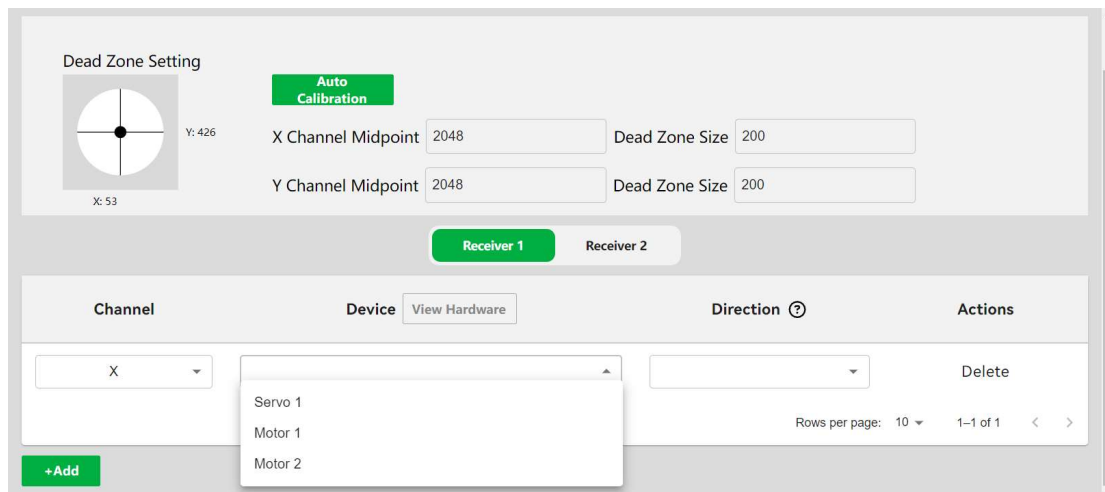 Dead Zone Setting
Auto
Calibration
Y: 426
X Channel Midpoint 2048 Dead Zone Size 200
Y Channel Midpoint 2048 Dead Zone Size 200
X: 53
Receiver 1 Receiver 2
Channel Device View Hardware Direction ? Actions
X Delete
Servo 1
Rows per page: 10 1–1 of 1 < >
Motor 1
Motor 2
+Add